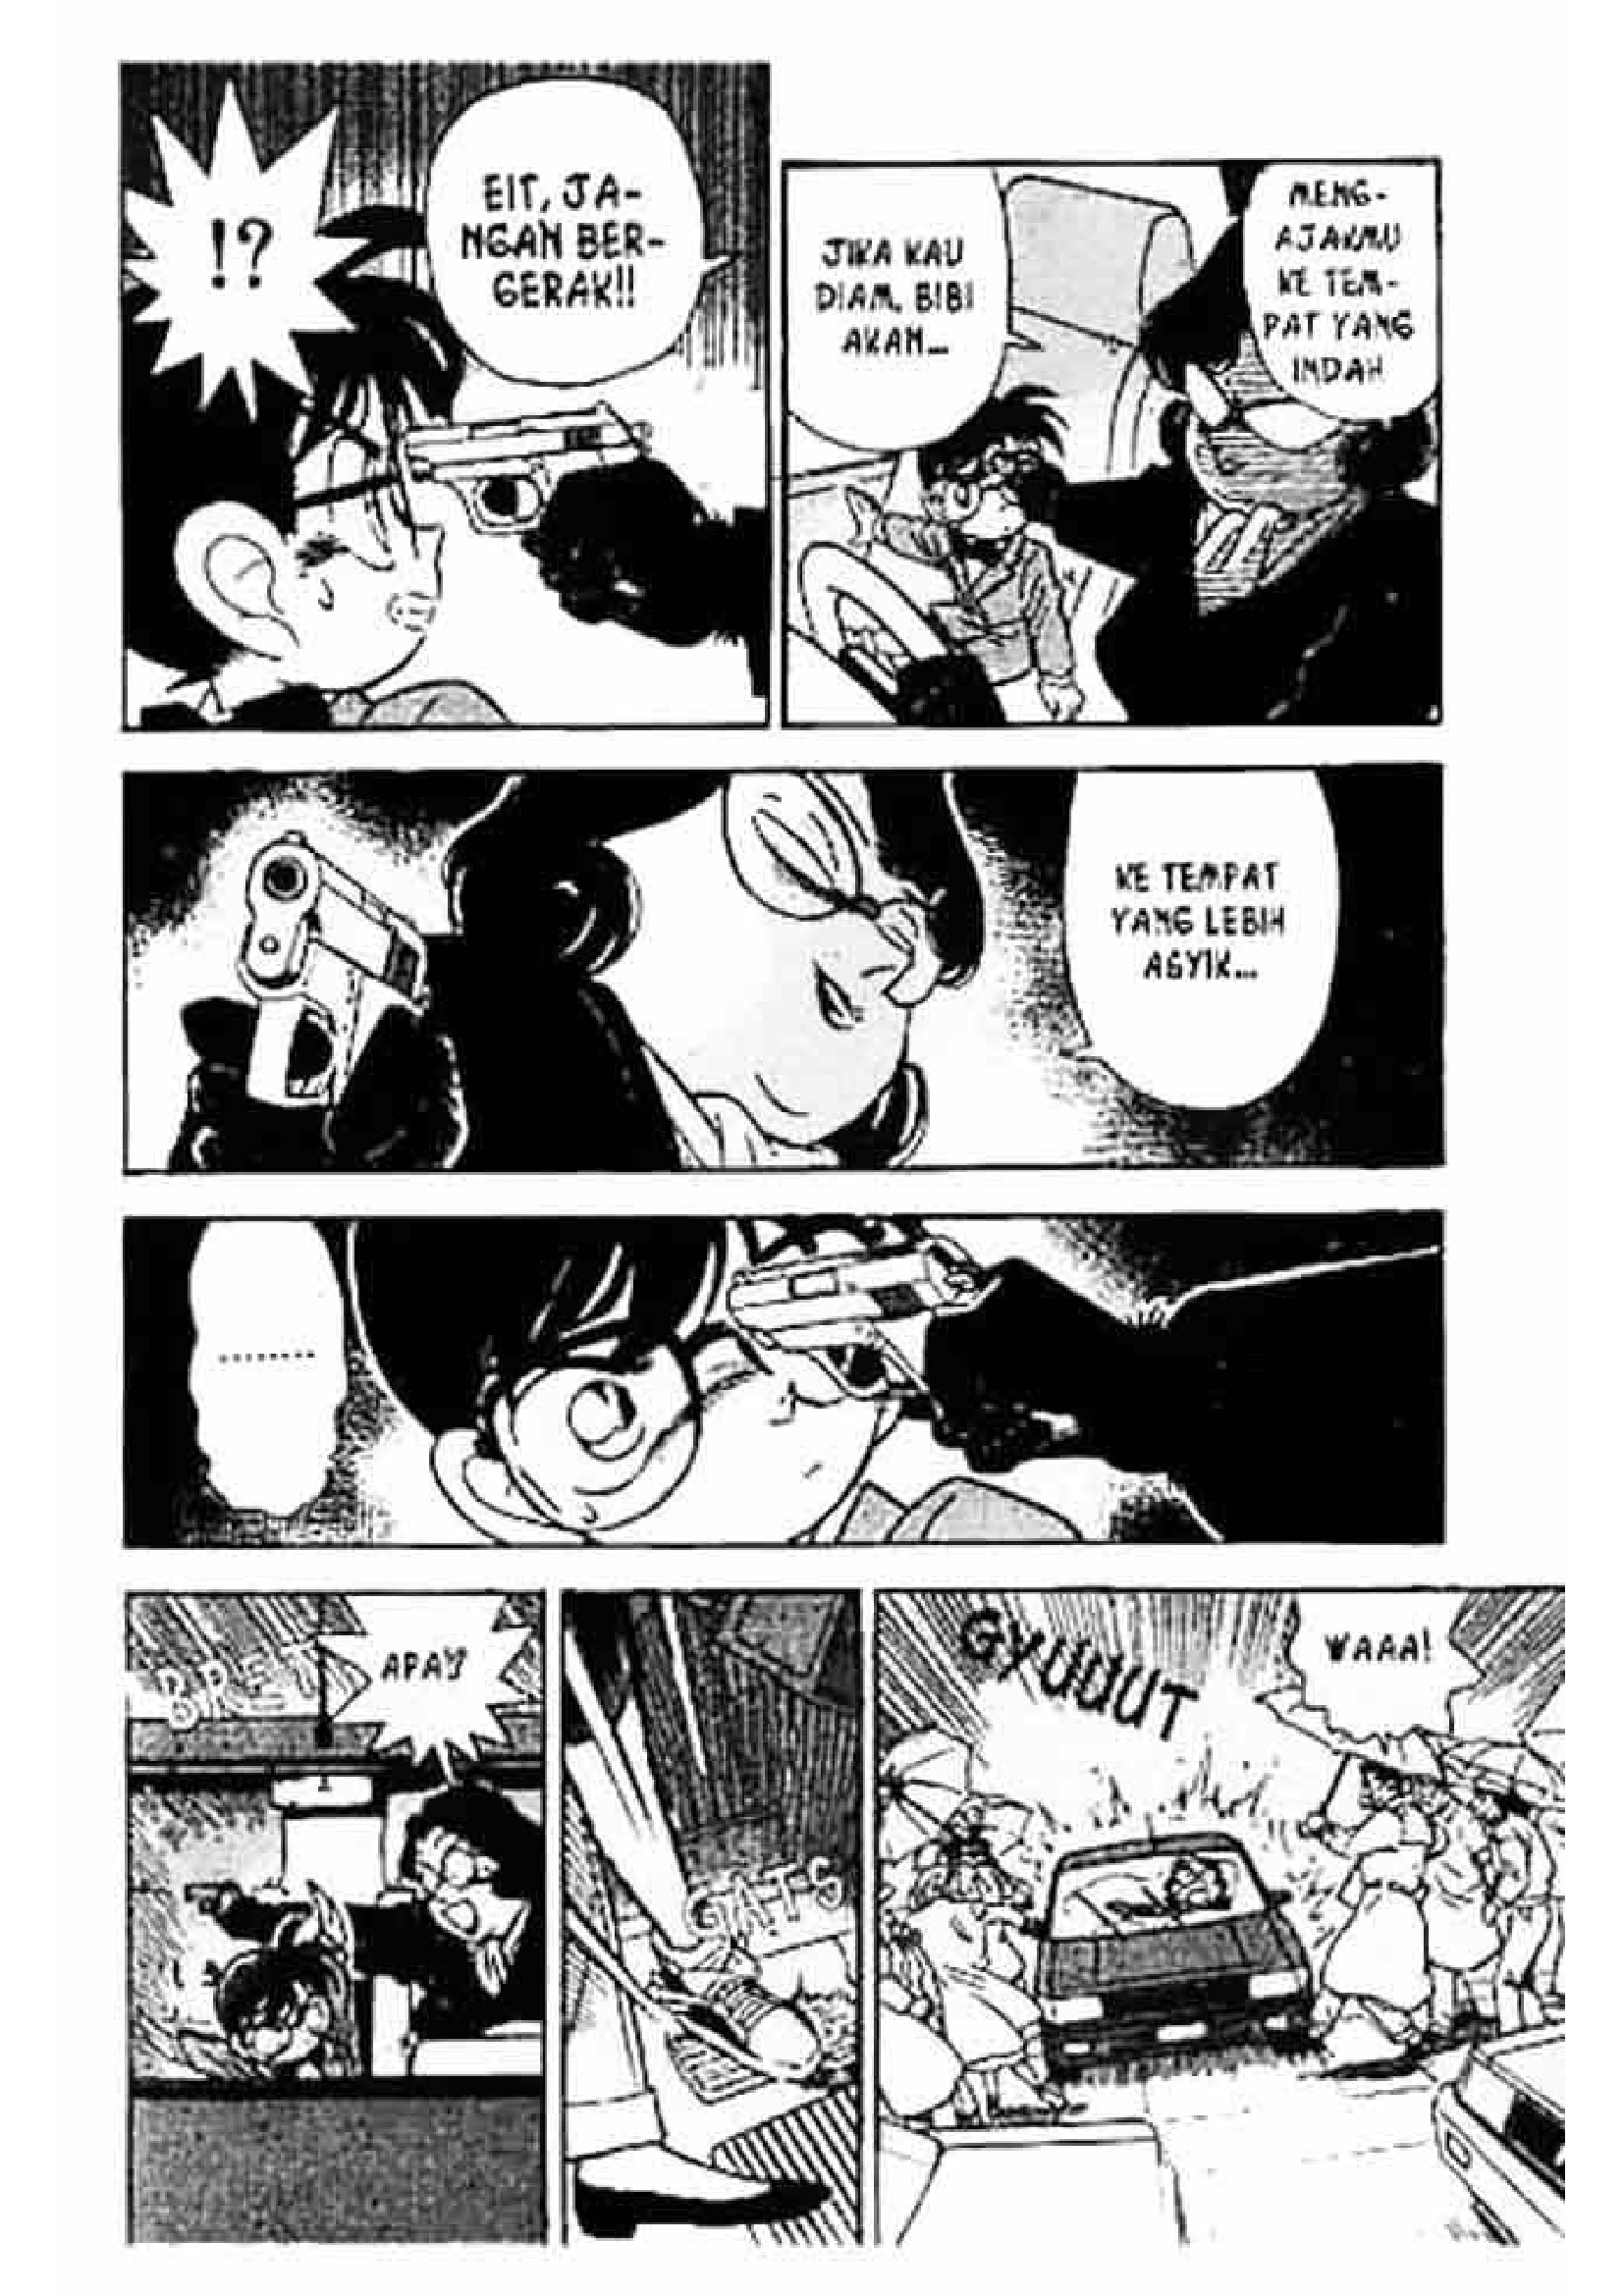 MENG-
AJAKMU
KE TEM-
PAT YANG
INDAH
JIKA KAU
DIAM, BIBI
AKAN...
EIT, JA-
NGAN BER-
GERAK!!
!?
KE TEMPAT
YANG LEBIH
ASYIK...
........
WAAA!
GYUUUT
GATS
APA!?